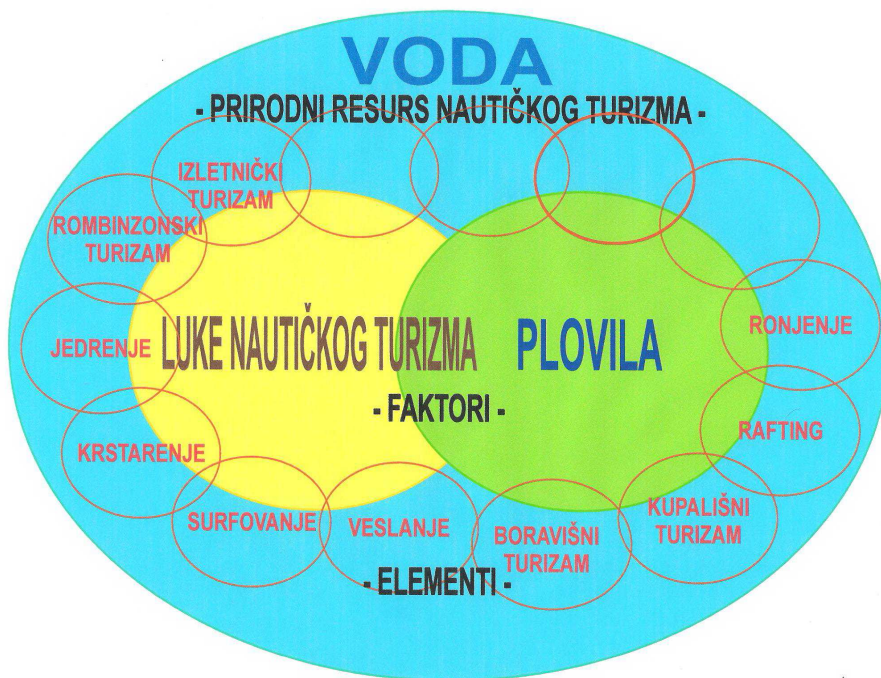 VODA
- PRIRODNI RESURS NAUTIČKOG TURIZMA -
IZLETNIČKI
TURIZAM
ROMBINZONSKI
TURIZAM
JEDRENJE
KRSTARENJE
SURFOVANJE
VESLANJE
BORAVIŠNI
TURIZAM
KUPALIŠNI
TURIZAM
RAFTING
RONJENJE
LUKE NAUTIČKOG TURIZMA
PLOVILA
- FAKTORI -
- ELEMENTI -